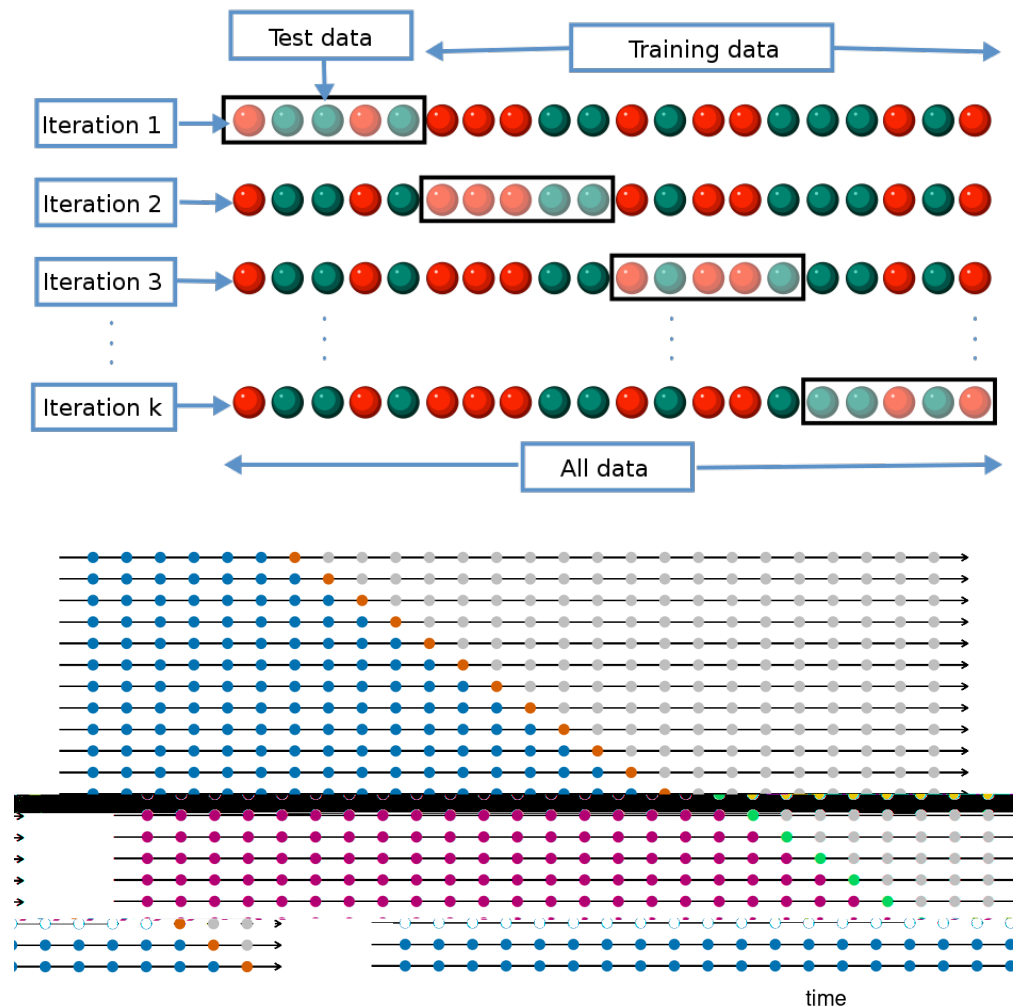 Test data
Training data
Iteration 1
Iteration 2
Iteration 3
Iteration k
All data
time